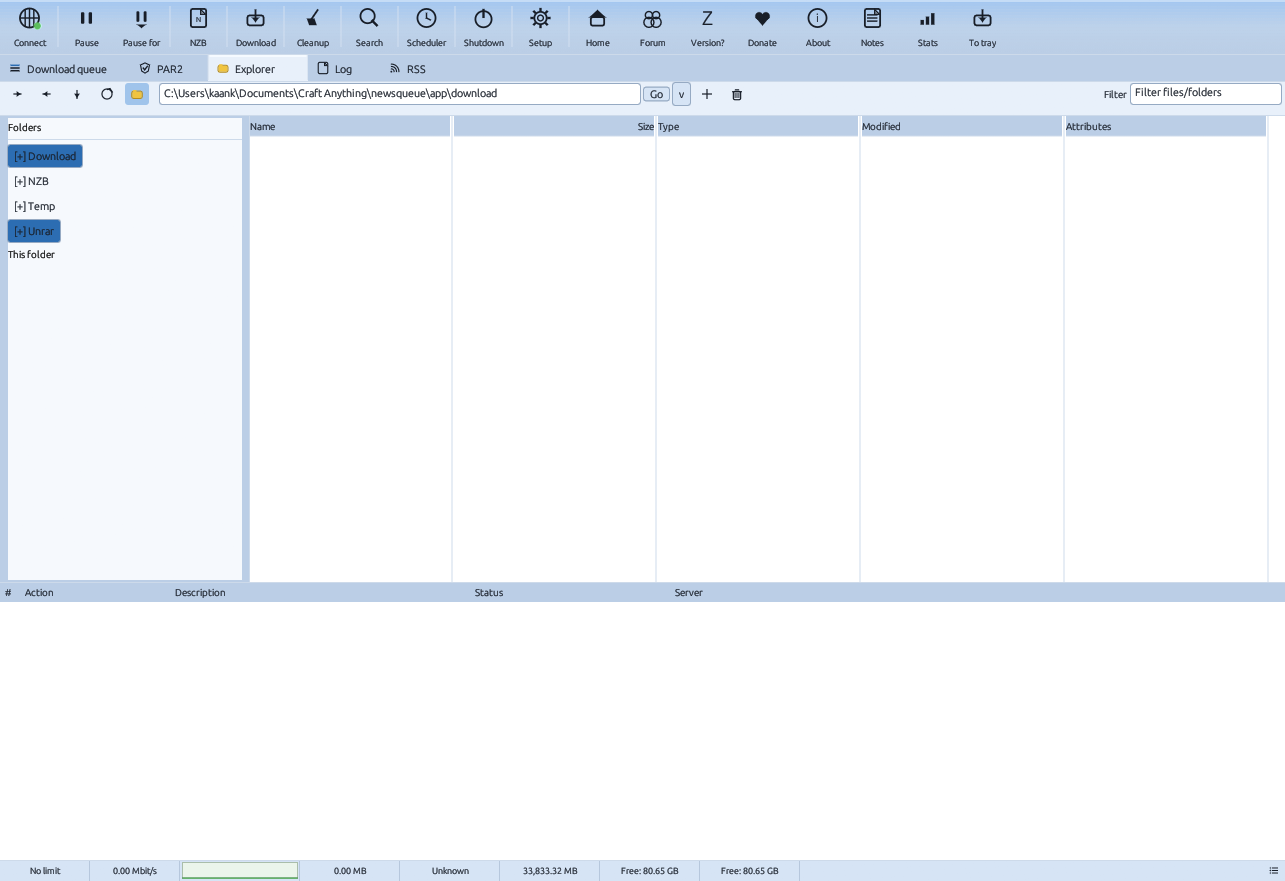 Connect Pause Pause for NZB Download Cleanup Search Scheduler Shutdown Setup Home Forum Version? Donate About Notes Stats To tray
Download queue PAR2 Explorer Log RSS
C:\Users\kaank\Documents\Craft Anything\newsqueue\app\download Go v Filter Filter files/folders
Folders Name Size Type Modified Attributes
[+] Download
[+] NZB
[+] Temp
[+] Unrar
This folder
# Action Description Status Server
No limit 0.00 Mbit/s 0.00 MB Unknown 33,833.32 MB Free: 80.65 GB Free: 80.65 GB